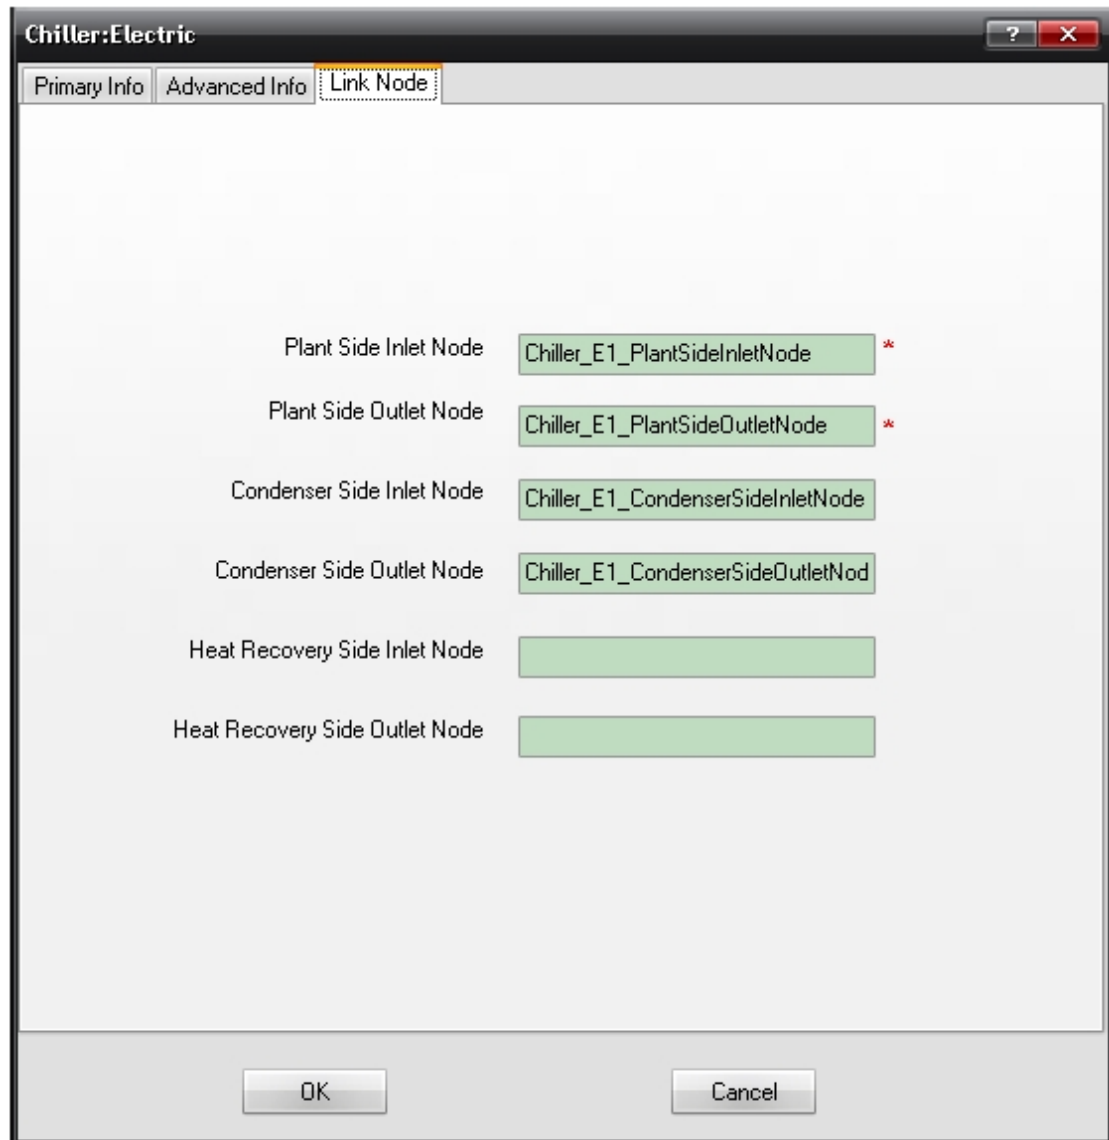 Chiller:Electric ? X
Primary Info Advanced Info Link Node
Plant Side Inlet Node Chiller_E1_PlantSideInletNode *
Plant Side Outlet Node Chiller_E1_PlantSideOutletNode *
Condenser Side Inlet Node Chiller_E1_CondenserSideInletNode
Condenser Side Outlet Node Chiller_E1_CondenserSideOutletNod
Heat Recovery Side Inlet Node
Heat Recovery Side Outlet Node
OK Cancel